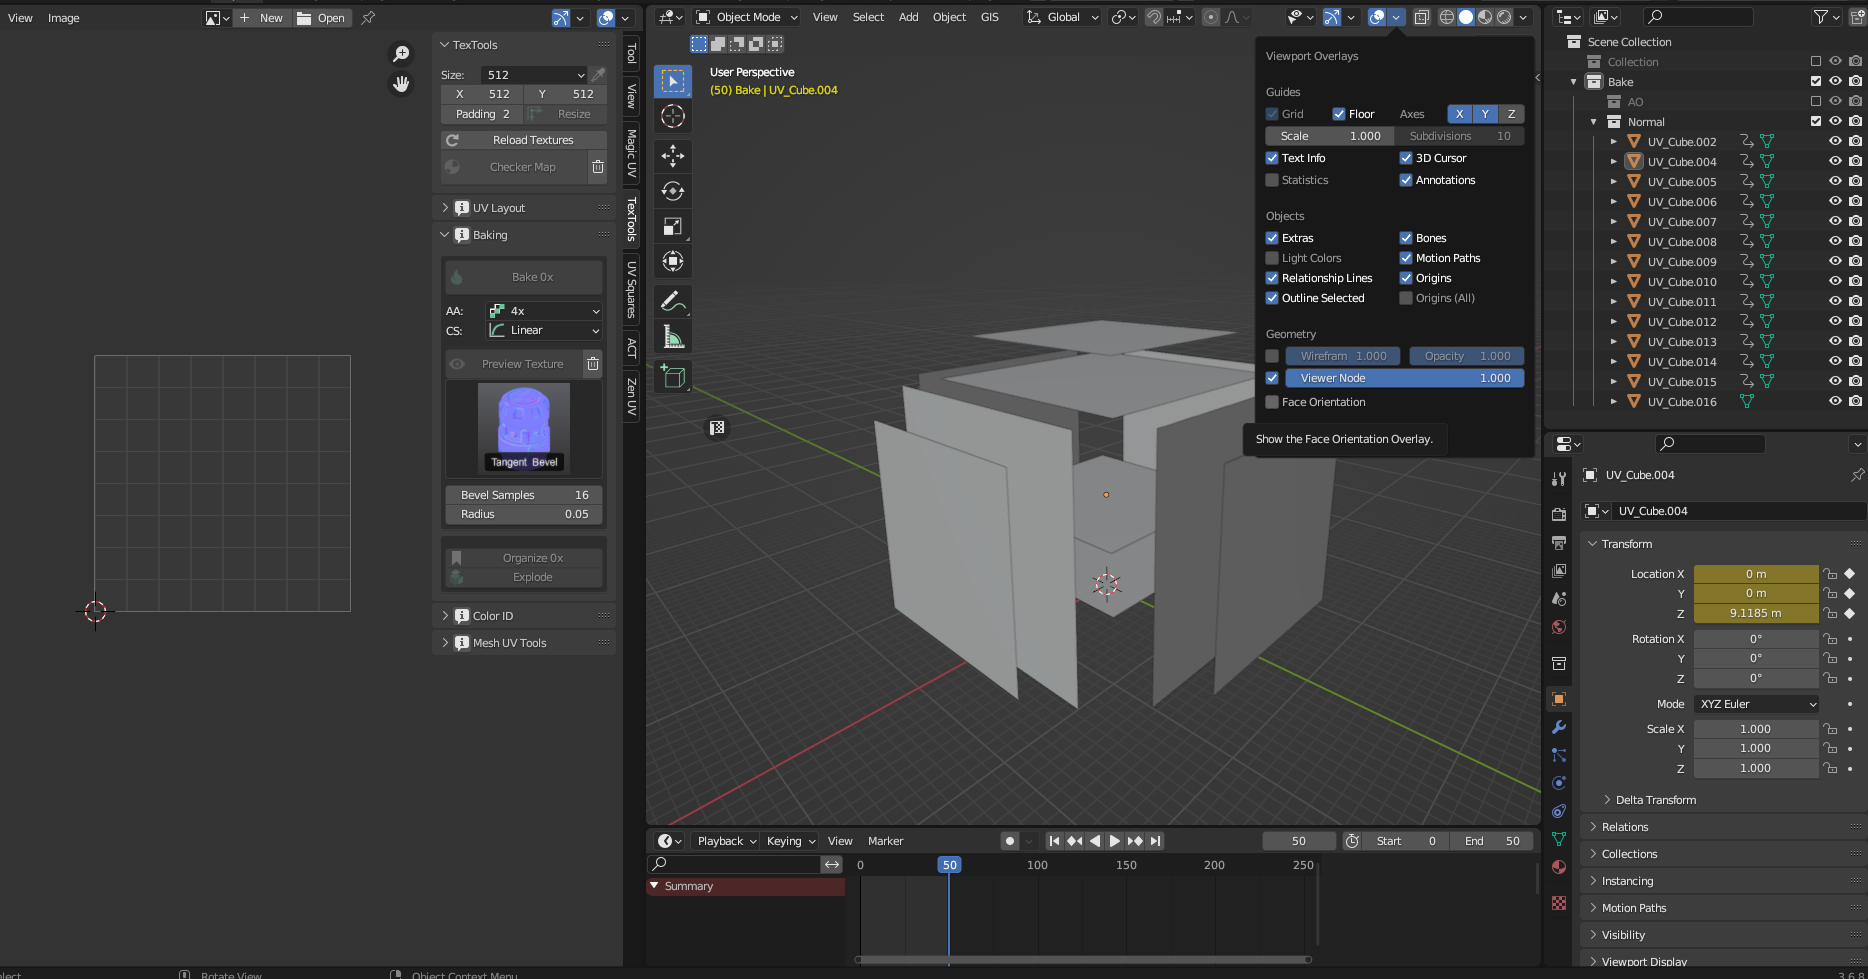 View Image New Open
TexTools
Size: 512
X 512 Y 512
Padding 2 Resize
Reload Textures
Checker Map
UV Layout
Baking
Bake 0x
AA: 4x
CS: Linear
Preview Texture
Tangent Bevel
Bevel Samples 16
Radius 0.05
Organize 0x
Explode
Color ID
Mesh UV Tools
Tool
View
Magic UV
TexTools
UV Squares
ACT
Zen UV
Object Mode View Select Add Object GIS Global
User Perspective
(50) Bake | UV_Cube.004
Viewport Overlays
Guides
Grid Floor Axes X Y Z
Scale 1.000 Subdivisions 10
Text Info 3D Cursor
Statistics Annotations
Objects
Extras Bones
Light Colors Motion Paths
Relationship Lines Origins
Outline Selected Origins (All)
Geometry
Wirefram 1.000 Opacity 1.000
Viewer Node 1.000
Face Orientation
Show the Face Orientation Overlay.
Playback Keying View Marker 50 Start 0 End 50
0 50 100 150 200 250
Summary
Scene Collection
Collection
Bake
AO
Normal
UV_Cube.002
UV_Cube.004
UV_Cube.005
UV_Cube.006
UV_Cube.007
UV_Cube.008
UV_Cube.009
UV_Cube.010
UV_Cube.011
UV_Cube.012
UV_Cube.013
UV_Cube.014
UV_Cube.015
UV_Cube.016
UV_Cube.004
UV_Cube.004
Transform
Location X 0 m
Y 0 m
Z 9.1185 m
Rotation X 0°
Y 0°
Z 0°
Mode XYZ Euler
Scale X 1.000
Y 1.000
Z 1.000
Delta Transform
Relations
Collections
Instancing
Motion Paths
Visibility
Viewport Display
Rotate View Object Context Menu 3.6.8